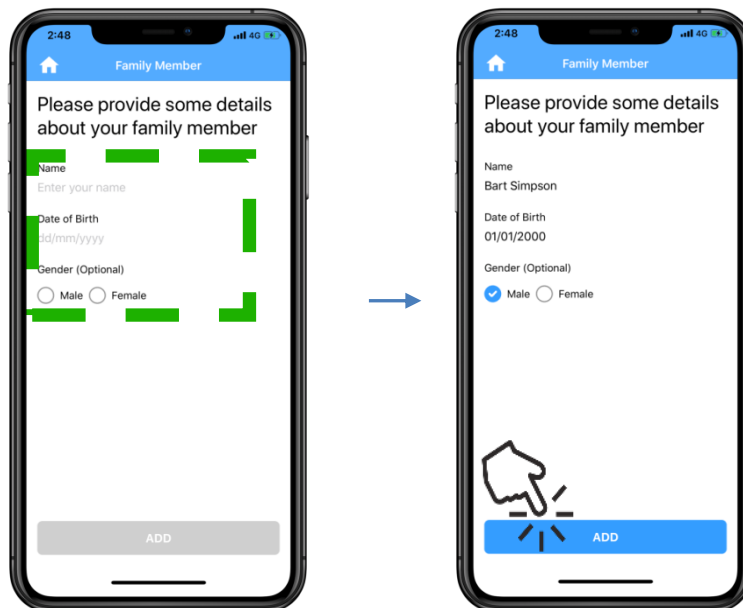 2:48
4G
Family Member
Please provide some details
about your family member
Name
Enter your name
Date of Birth
dd/mm/yyyy
Gender (Optional)
Male
Female
ADD
2:48
4G
Family Member
Please provide some details
about your family member
Name
Bart Simpson
Date of Birth
01/01/2000
Gender (Optional)
Male
Female
ADD